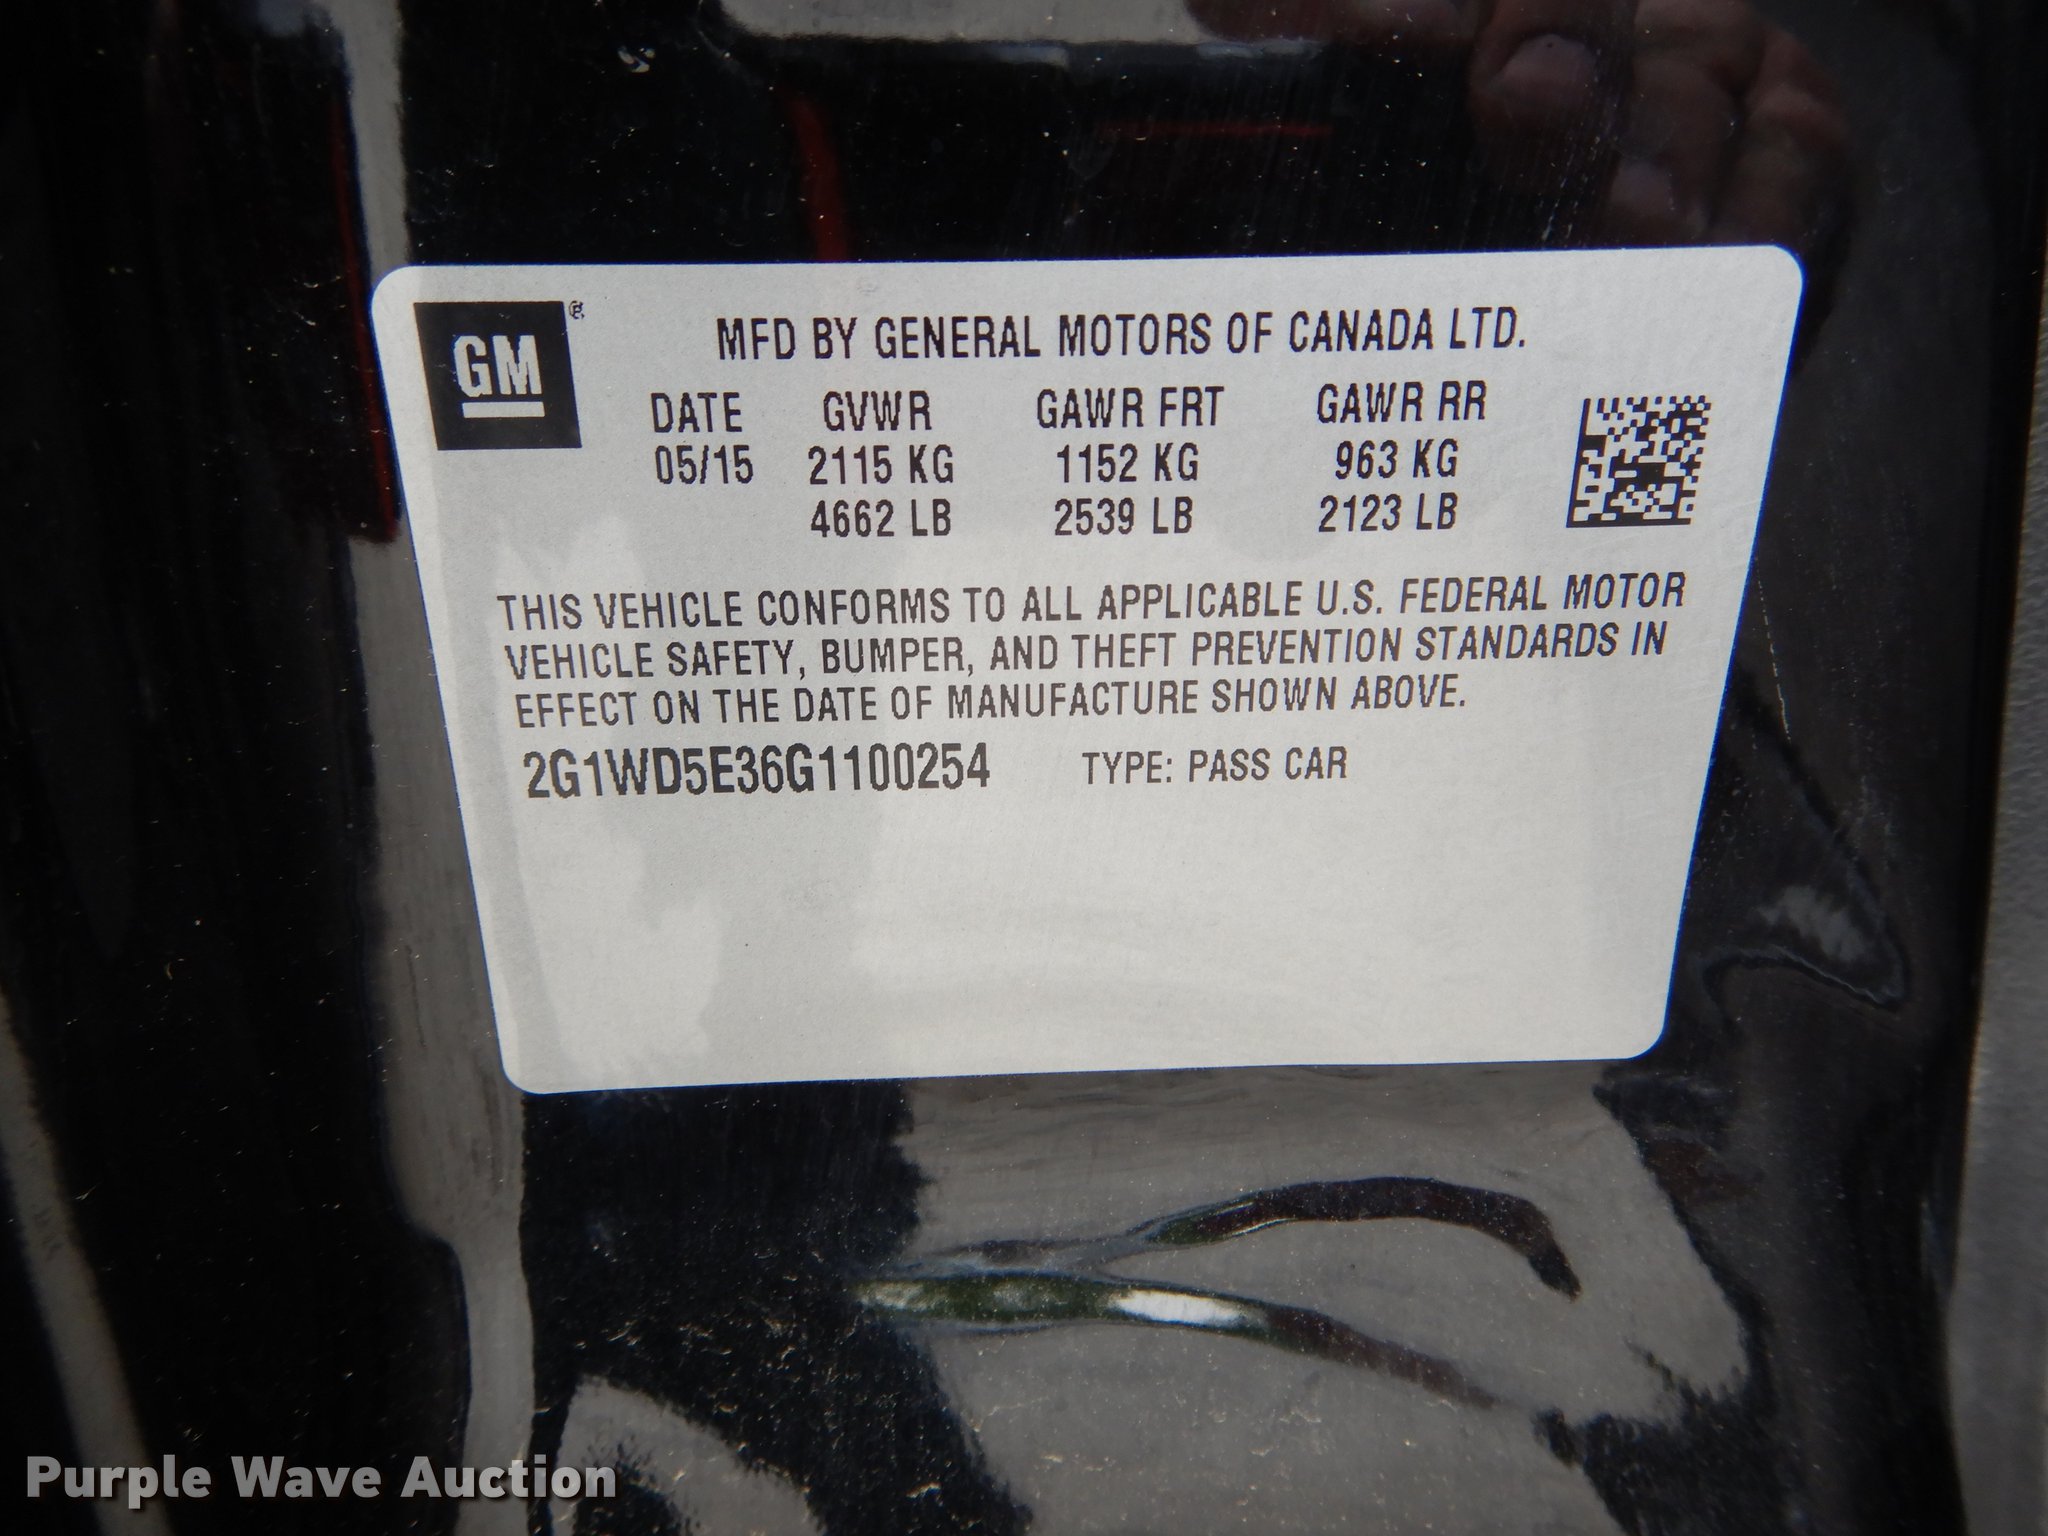 GM
®
MFD BY GENERAL MOTORS OF CANADA LTD.
DATE GVWR GAWR FRT GAWR RR
05/15 2115 KG 1152 KG 963 KG
4662 LB 2539 LB 2123 LB
THIS VEHICLE CONFORMS TO ALL APPLICABLE U.S. FEDERAL MOTOR
VEHICLE SAFETY, BUMPER, AND THEFT PREVENTION STANDARDS IN
EFFECT ON THE DATE OF MANUFACTURE SHOWN ABOVE.
2G1WD5E36G1100254 TYPE: PASS CAR
Purple Wave Auction